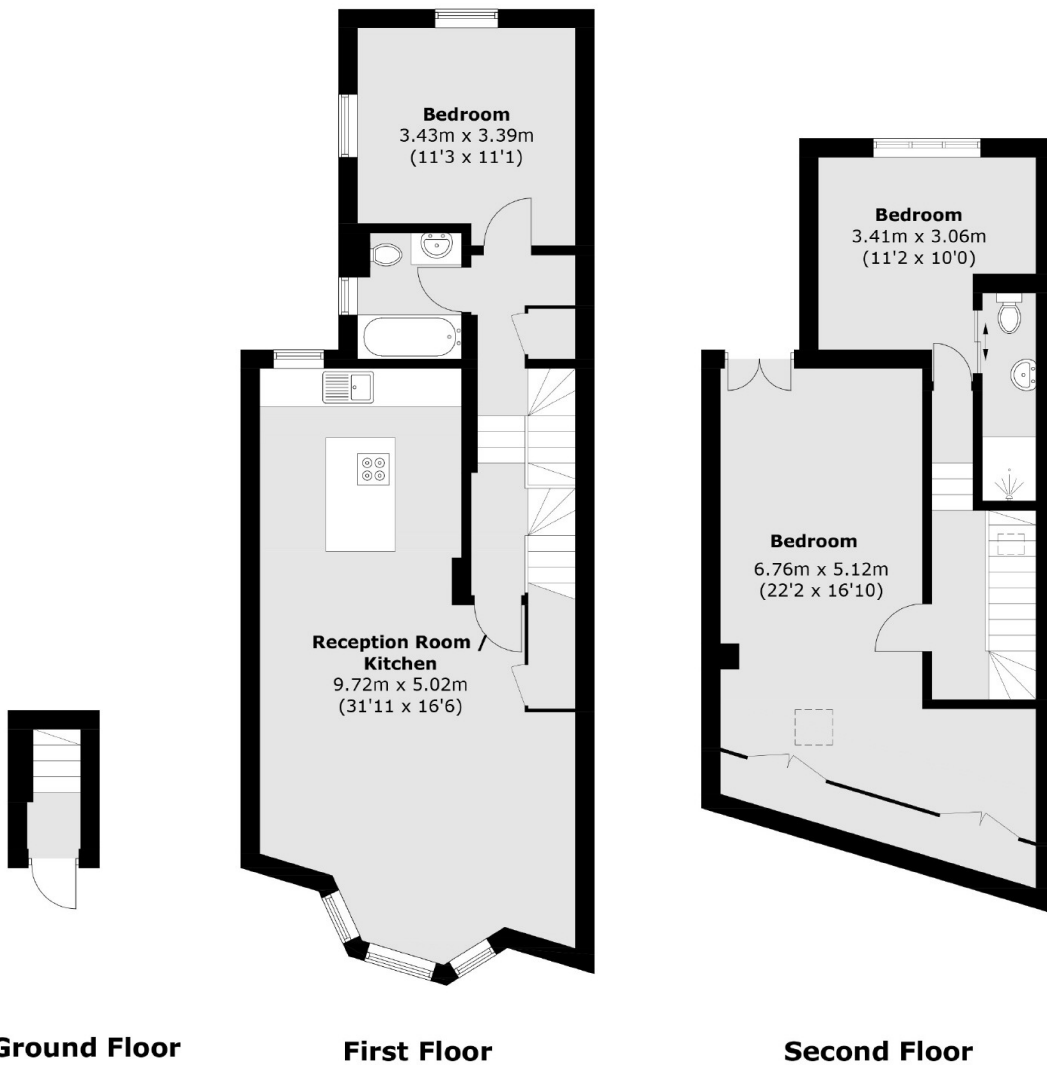 Bedroom
3.43m x 3.39m
(11'3 x 11'1)
Bedroom
3.41m x 3.06m
(11'2 x 10'0)
Bedroom
6.76m x 5.12m
(22'2 x 16'10)
Reception Room /
Kitchen
9.72m x 5.02m
(31'11 x 16'6)
Ground Floor
First Floor
Second Floor